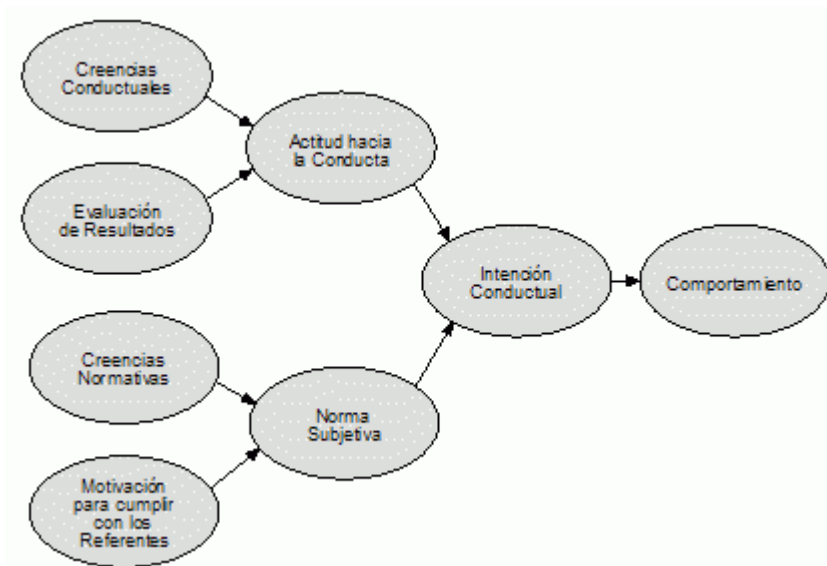 Creencias
Conductuales
Actitud hacia
la Conducta
Evaluación
de Resultados
Intención
Conductual
Comportamiento
Creencias
Normativas
Norma
Subjetiva
Motivación
para cumplir
con los
Referentes